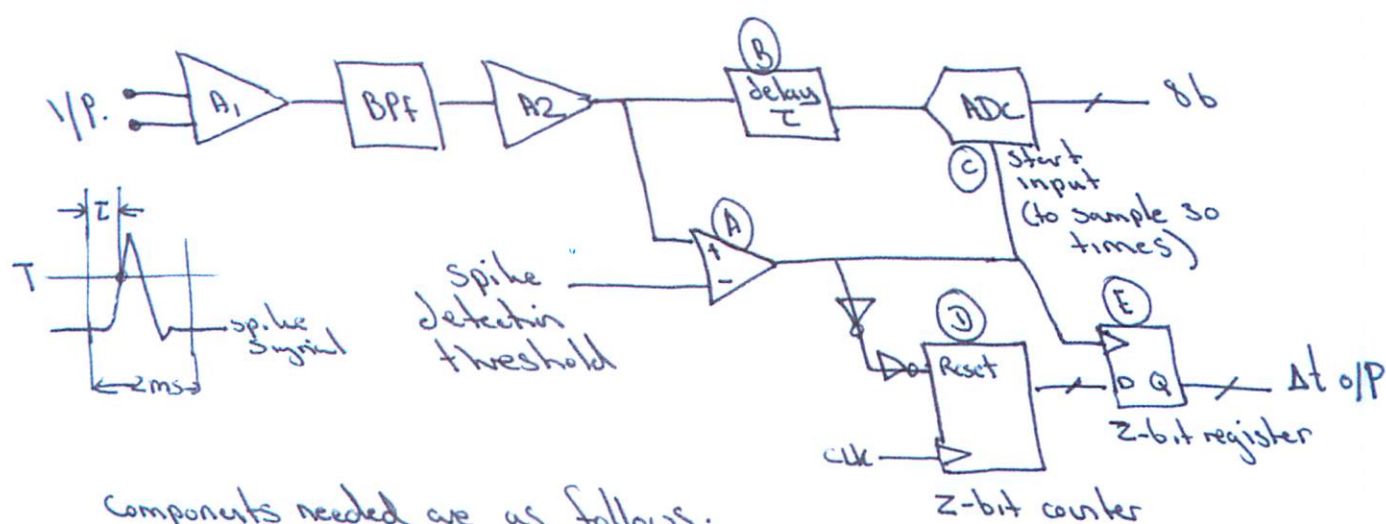 I/P.
A1
BPF
A2
B
delay
τ
ADC
8b
C
start
input
(to sample 30
times)
τ
T
spike
signal
2ms
spike
detection
threshold
A
D
Reset
CLK
2-bit counter
E
D Q
Δt O/P
2-bit register
Components needed are as follows: